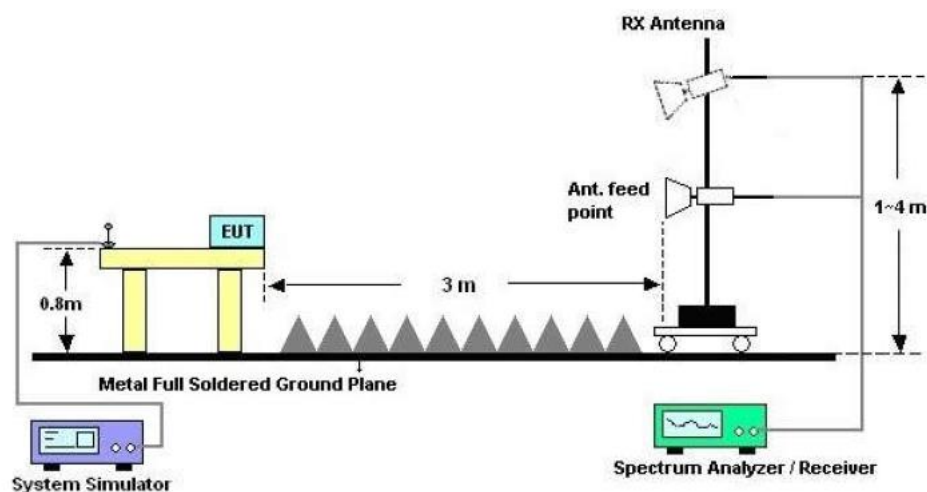 RX Antenna
Ant. feed
point
1~4 m
EUT
0.8m
3 m
Metal Full Soldered Ground Plane
System Simulator
Spectrum Analyzer / Receiver